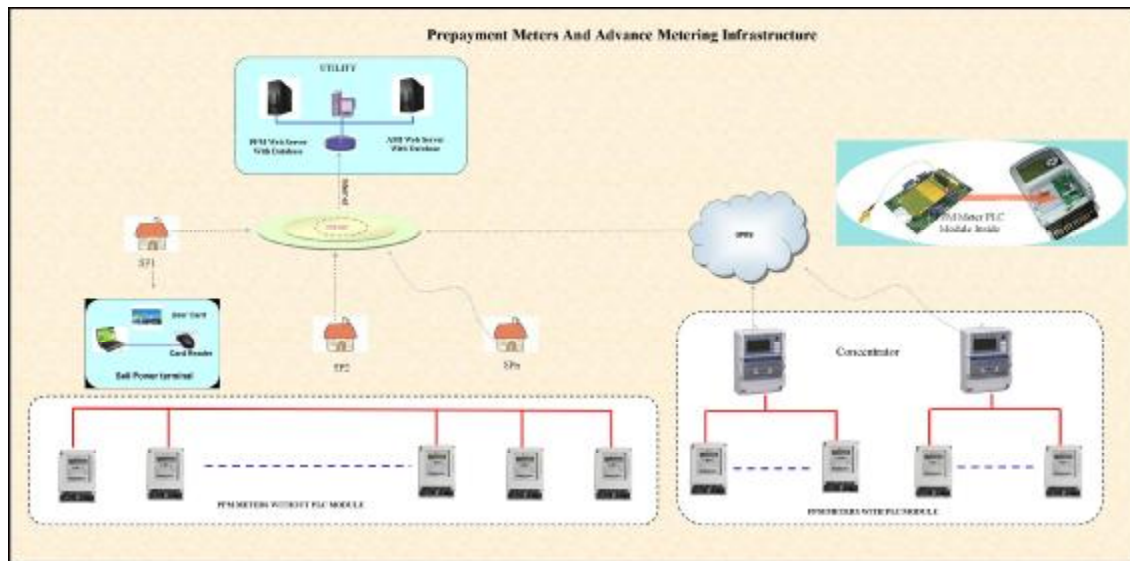 Prepayment Meters And Advance Metering Infrastructure
UTILITY
PPM Web Server
With Database
AMI Web Server
With Database
Internet
GPRS
PPM Meter PLC
Module Inside
SP1
User Card
Card Reader
Sell Power terminal
SP2
SPn
Concentrator
PPM METERS WITHOUT PLC MODULE
PPM METERS WITH PLC MODULE